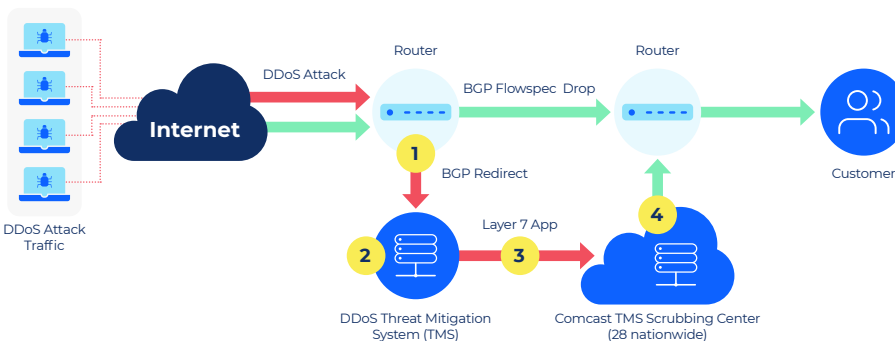 Router
Router
DDoS Attack
BGP Flowspec Drop
Internet
1
BGP Redirect
Customer
4
DDoS Attack
Traffic
Layer 7 App
2
3
DDoS Threat Mitigation
System (TMS)
Comcast TMS Scrubbing Center
(28 nationwide)